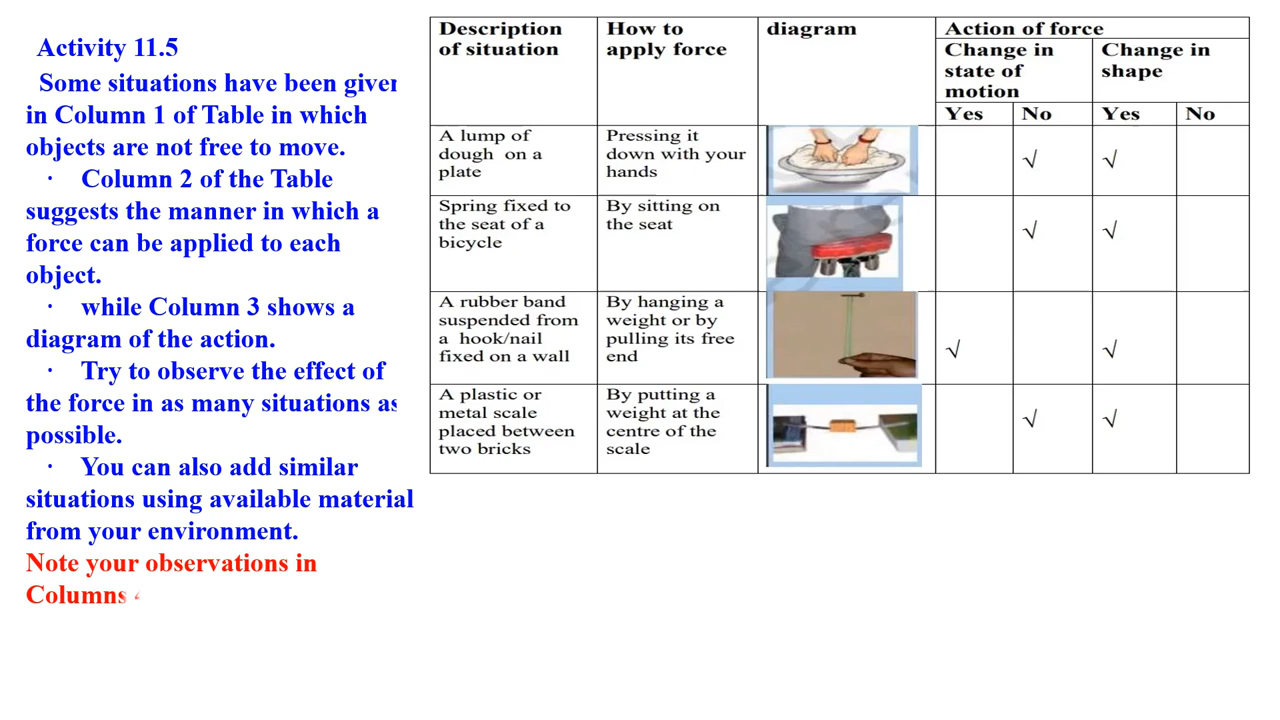 Activity 11.5
Some situations have been given
in Column 1 of Table in which
objects are not free to move.
· Column 2 of the Table
suggests the manner in which a
force can be applied to each
object.
· while Column 3 shows a
diagram of the action.
· Try to observe the effect of
the force in as many situations as
possible.
· You can also add similar
situations using available material
from your environment.
Note your observations in
Columns
Description
of situation
How to
apply force
diagram
Action of force
Change in
state of
motion
Change in
shape
Yes
No
Yes
No
A lump of
dough on a
plate
Pressing it
down with your
hands
√
√
Spring fixed to
the seat of a
bicycle
By sitting on
the seat
√
√
A rubber band
suspended from
a hook/nail
fixed on a wall
By hanging a
weight or by
pulling its free
end
√
√
A plastic or
metal scale
placed between
two bricks
By putting a
weight at the
centre of the
scale
√
√